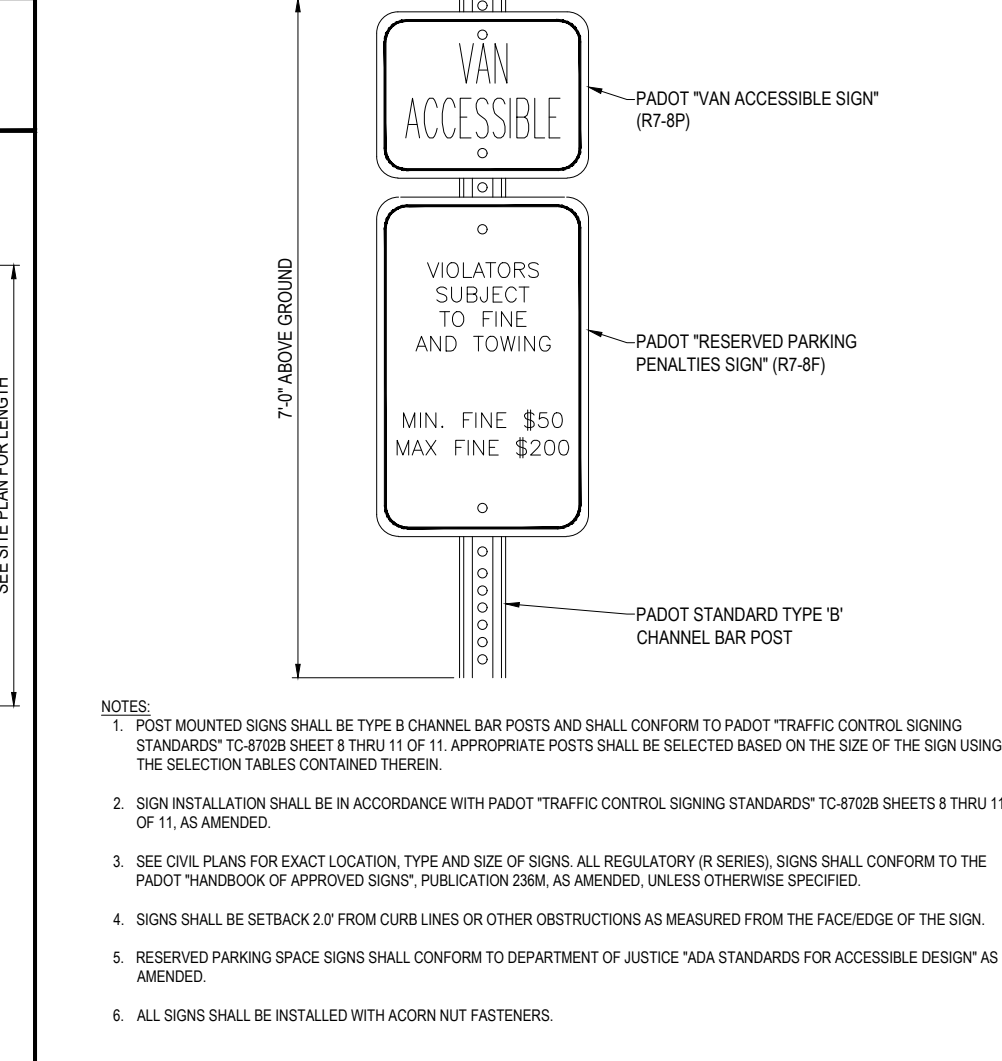 VAN
ACCESSIBLE
PADOT "VAN ACCESSIBLE SIGN"
(R7-8P)
VIOLATORS
SUBJECT
TO FINE
AND TOWING
MIN. FINE $50
MAX FINE $200
PADOT "RESERVED PARKING
PENALTIES SIGN" (R7-8F)
7'-0" ABOVE GROUND
SEE SITE PLAN FOR LENGTH
PADOT STANDARD TYPE 'B'
CHANNEL BAR POST
NOTES:
1. POST MOUNTED SIGNS SHALL BE TYPE B CHANNEL BAR POSTS AND SHALL CONFORM TO PADOT "TRAFFIC CONTROL SIGNING
STANDARDS" TC-8702B SHEET 8 THRU 11 OF 11. APPROPRIATE POSTS SHALL BE SELECTED BASED ON THE SIZE OF THE SIGN USING
THE SELECTION TABLES CONTAINED THEREIN.
2. SIGN INSTALLATION SHALL BE IN ACCORDANCE WITH PADOT "TRAFFIC CONTROL SIGNING STANDARDS" TC-8702B SHEETS 8 THRU 11
OF 11, AS AMENDED.
3. SEE CIVIL PLANS FOR EXACT LOCATION, TYPE AND SIZE OF SIGNS. ALL REGULATORY (R SERIES), SIGNS SHALL CONFORM TO THE
PADOT "HANDBOOK OF APPROVED SIGNS", PUBLICATION 236M, AS AMENDED, UNLESS OTHERWISE SPECIFIED.
4. SIGNS SHALL BE SETBACK 2.0' FROM CURB LINES OR OTHER OBSTRUCTIONS AS MEASURED FROM THE FACE/EDGE OF THE SIGN.
5. RESERVED PARKING SPACE SIGNS SHALL CONFORM TO DEPARTMENT OF JUSTICE "ADA STANDARDS FOR ACCESSIBLE DESIGN" AS
AMENDED.
6. ALL SIGNS SHALL BE INSTALLED WITH ACORN NUT FASTENERS.